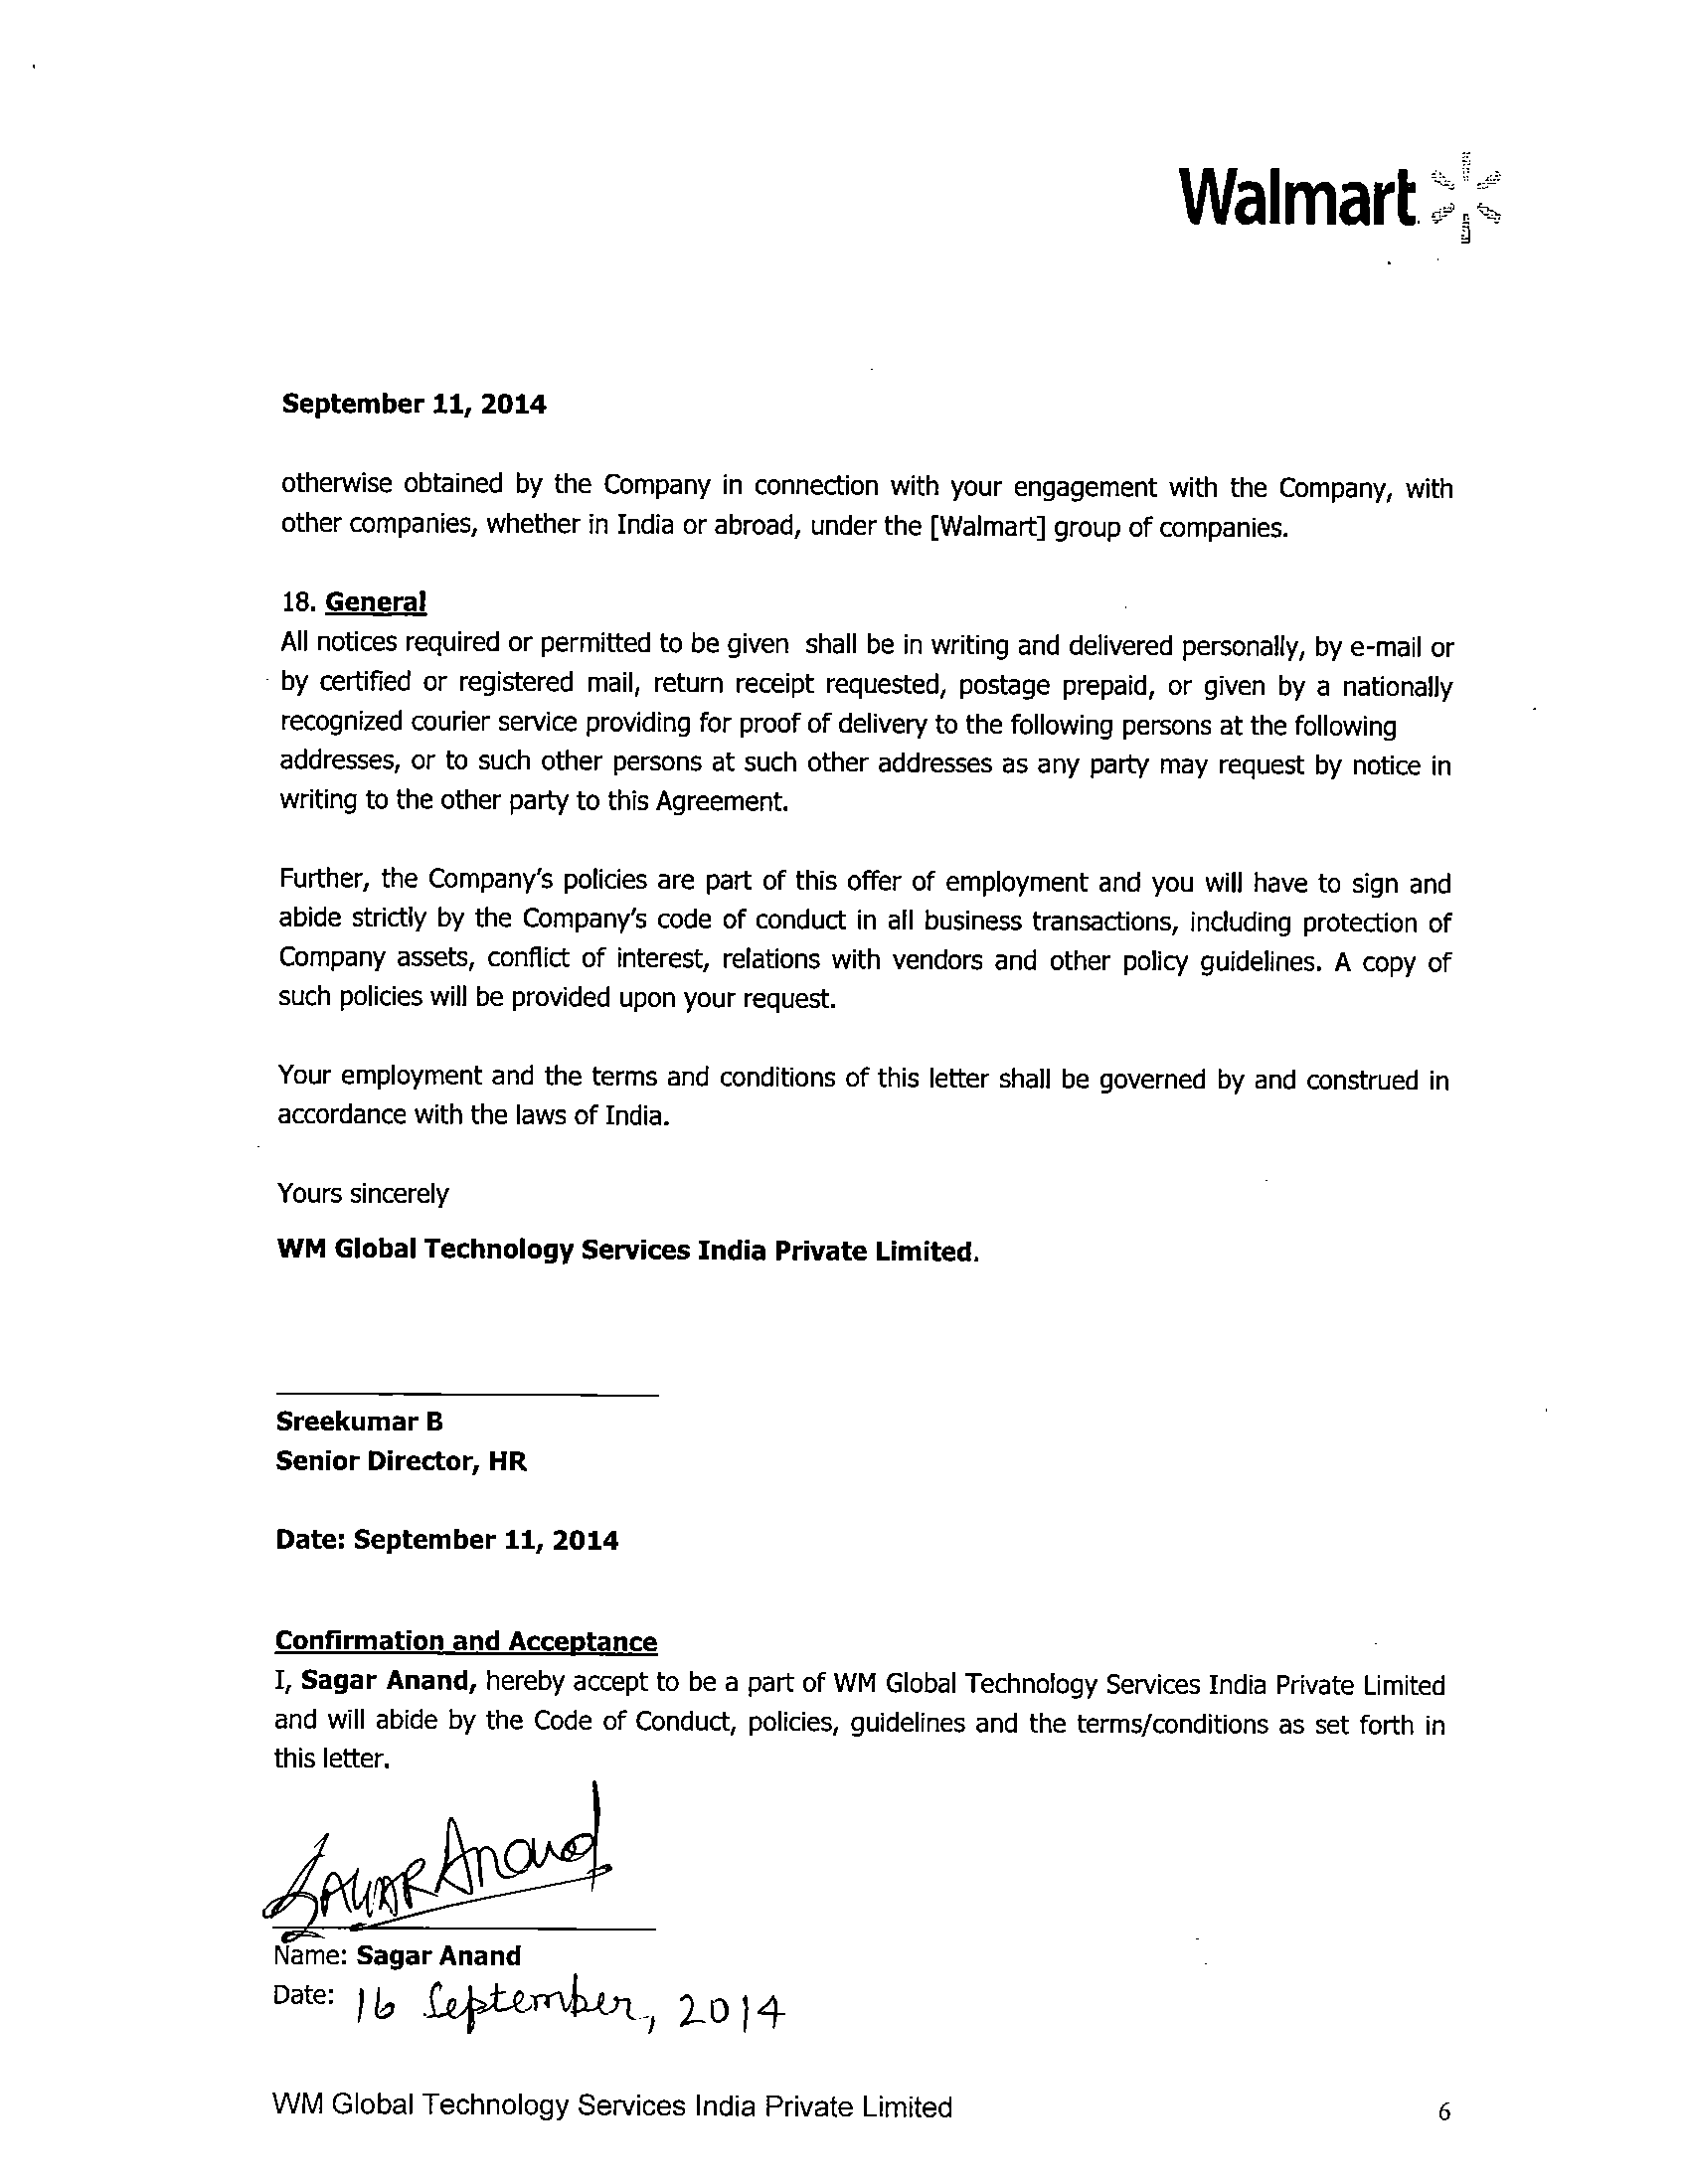 Walmart
September 11, 2014
otherwise obtained by the Company in connection with your engagement with the Company, with
other companies, whether in India or abroad, under the [Walmart] group of companies.
18. General
All notices required or permitted to be given shall be in writing and delivered personally, by e-mail or
by certified or registered mail, return receipt requested, postage prepaid, or given by a nationally
recognized courier service providing for proof of delivery to the following persons at the following
addresses, or to such other persons at such other addresses as any party may request by notice in
writing to the other party to this Agreement.
Further, the Company's policies are part of this offer of employment and you will have to sign and
abide strictly by the Company's code of conduct in all business transactions, including protection of
Company assets, conflict of interest, relations with vendors and other policy guidelines. A copy of
such policies will be provided upon your request.
Your employment and the terms and conditions of this letter shall be governed by and construed in
accordance with the laws of India.
Yours sincerely
WM Global Technology Services India Private Limited.
Sreekumar B
Senior Director, HR
Date: September 11, 2014
Confirmation and Acceptance
I, Sagar Anand, hereby accept to be a part of WM Global Technology Services India Private Limited
and will abide by the Code of Conduct, policies, guidelines and the terms/conditions as set forth in
this letter.
SAGAR Anand
Name: Sagar Anand
Date: 16 September, 2014
WM Global Technology Services India Private Limited 6